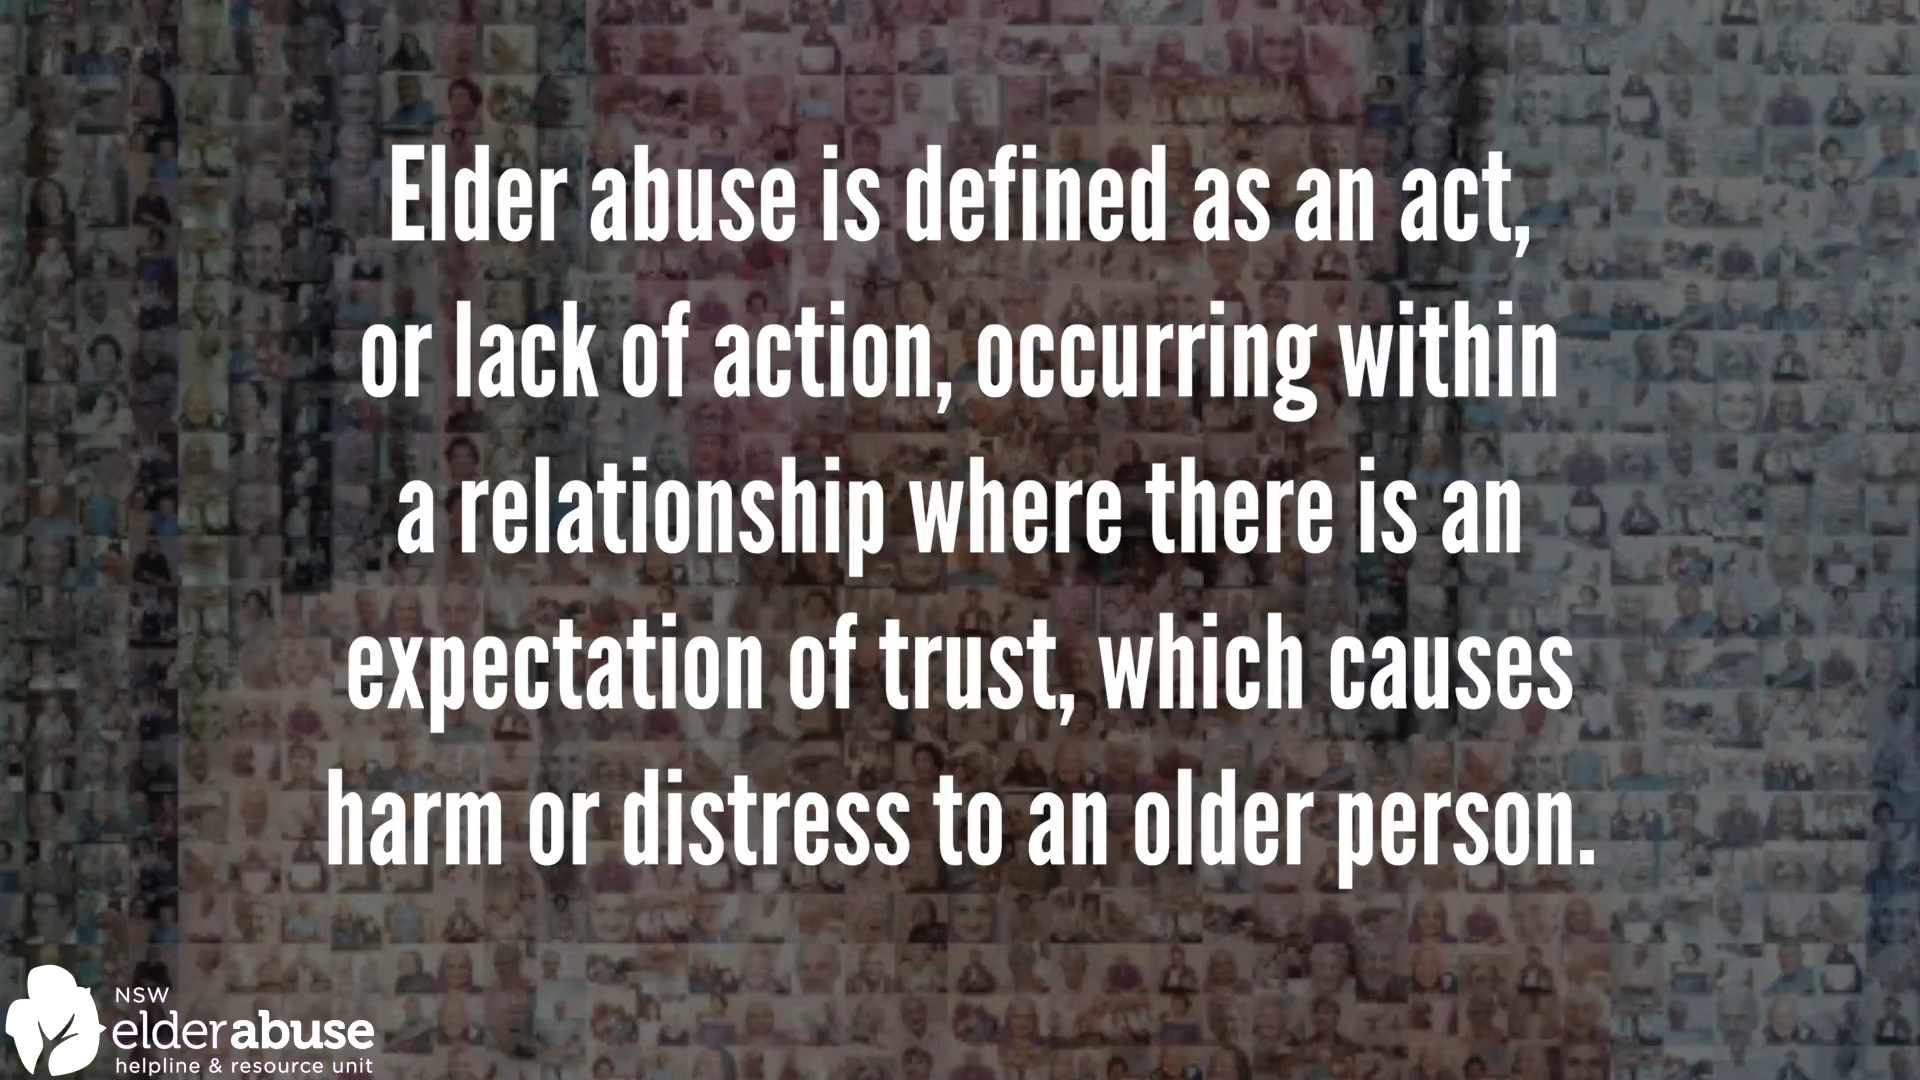 Elder abuse is defined as an act,
or lack of action, occurring within
a relationship where there is an
expectation of trust, which causes
harm or distress to an older person.
NSW
elderabuse
helpline & resource unit